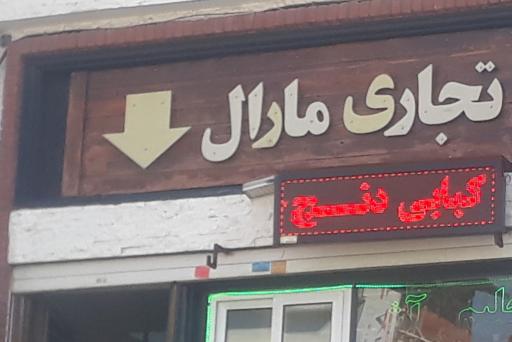 تجاری مارال
کبابی دنج